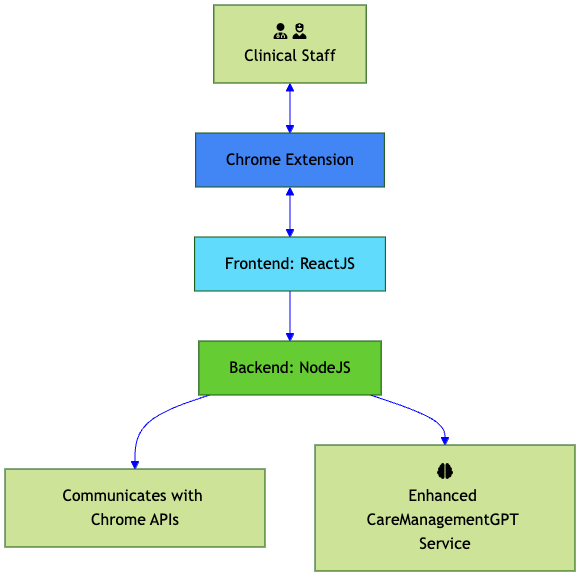 Clinical Staff
Chrome Extension
Frontend: ReactJS
Backend: NodeJS
Communicates with
Chrome APIs
Enhanced
CareManagementGPT
Service